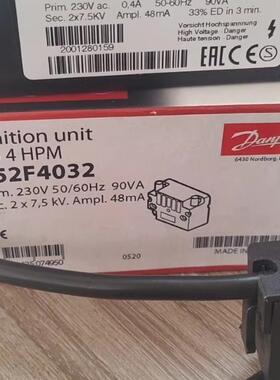 Prim. 230V ac. 0,4A 50-60Hz 90VA
Sec. 2x7.5KV Ampl. 48mA 33% ED in 3 min.
2001280159
Vorsicht Hochspannung
High Voltage - Danger
Haute tension - Danger
nition unit
4 HPM
52F4032
m. 230V 50/60Hz 90VA
c. 2 x 7,5 kV. Ampl. 48mA
Danf
6430 Nordborg,
0520
MADE IN
074950